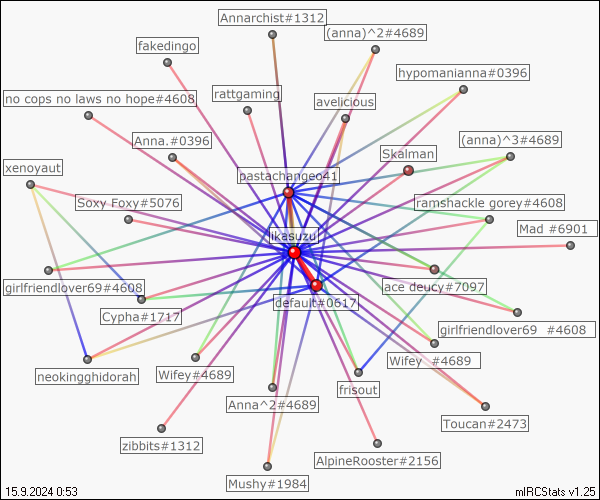 Annarchist#1312
(anna)^2#4689
fakedingo
hypomanianna#0396
no cops no laws no hope#4608
rattgaming
avelicious
Anna.#0396
(anna)^3#4689
Skalman
xenoyaut
pastachangeo41
Soxy Foxy#5076
ramshackle gorey#4608
Mad #6901
likasuzu
girlfriendlover69#4608
ace deucy#7097
default#0617
Cypha#1717
girlfriendlover69 #4608
Wifey #4689
neokingghidorah
Wifey#4689
frisout
Anna^2#4689
Toucan#2473
zibbits#1312
AlpineRooster#2156
Mushy#1984
15.9.2024 0:53
mIRCStats v1.25